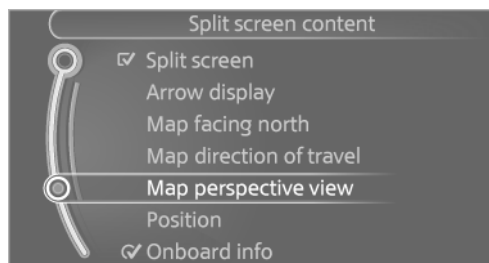 Split screen content
Split screen
Arrow display
Map facing north
Map direction of travel
Map perspective view
Position
Onboard info